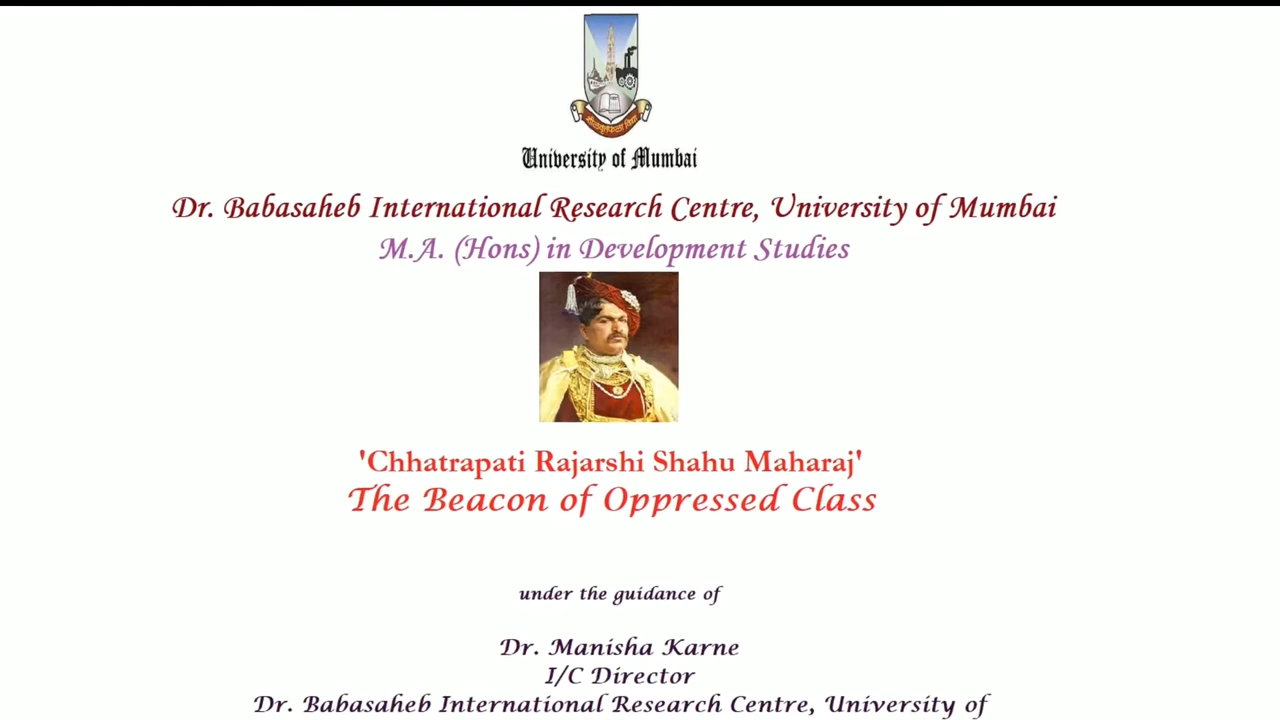 शीलवृतफला विद्या
University of Mumbai
Dr. Babasaheb International Research Centre, University of Mumbai
M.A. (Hons) in Development Studies
'Chhatrapati Rajarshi Shahu Maharaj'
The Beacon of Oppressed Class
under the guidance of
Dr. Manisha Karne
I/C Director
Dr. Babasaheb International Research Centre, University of